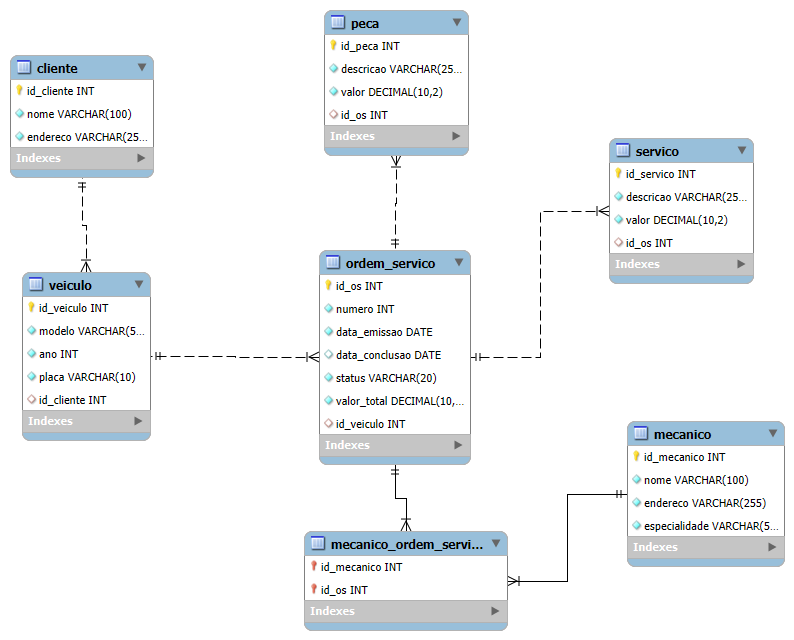 peca
id_peca INT
descricao VARCHAR(25...
valor DECIMAL(10,2)
id_os INT
Indexes
cliente
id_cliente INT
nome VARCHAR(100)
endereco VARCHAR(25...
Indexes
servico
id_servico INT
descricao VARCHAR(25...
valor DECIMAL(10,2)
id_os INT
Indexes
veiculo
id_veiculo INT
modelo VARCHAR(5...
ano INT
placa VARCHAR(10)
id_cliente INT
Indexes
ordem_servico
id_os INT
numero INT
data_emissao DATE
data_conclusao DATE
status VARCHAR(20)
valor_total DECIMAL(10,...
id_veiculo INT
Indexes
mecanico
id_mecanico INT
nome VARCHAR(100)
endereco VARCHAR(255)
especialidade VARCHAR(5...
Indexes
mecanico_ordem_servi...
id_mecanico INT
id_os INT
Indexes